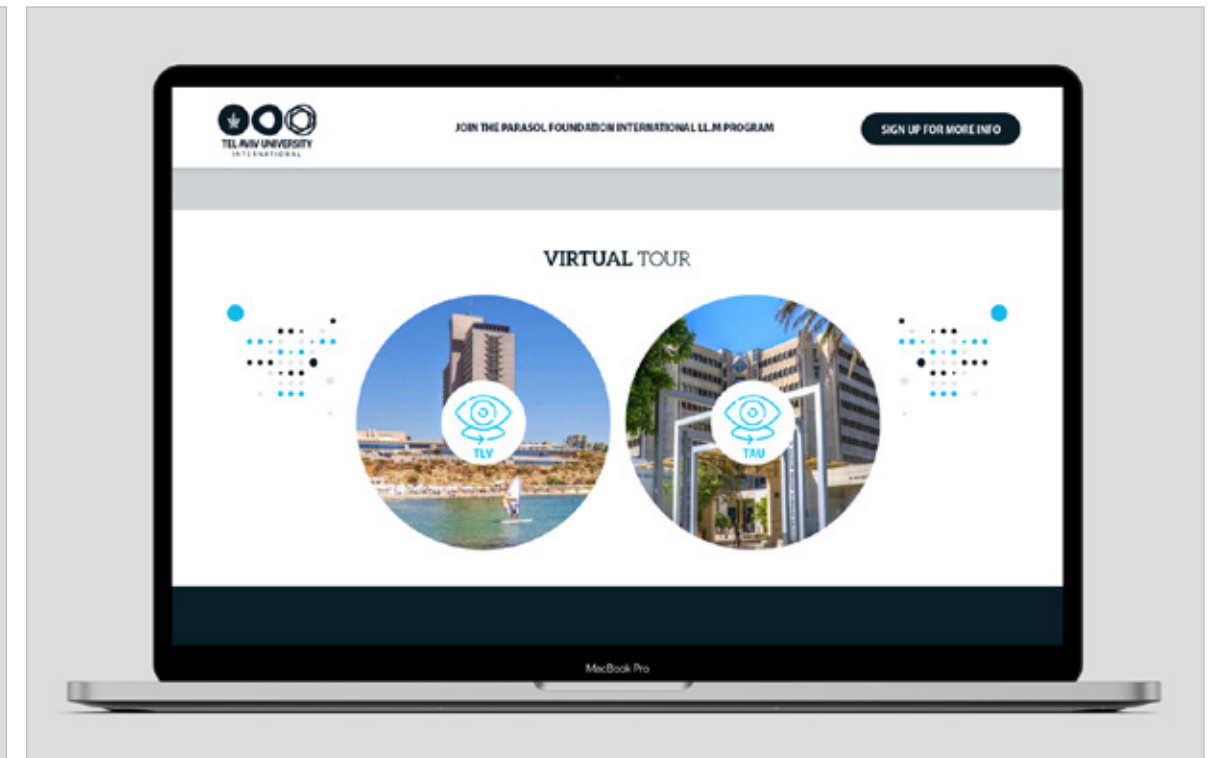 TEL AVIV UNIVERSITY
INTERNATIONAL
JOIN THE PARASOL FOUNDATION INTERNATIONAL LL.M PROGRAM
SIGN UP FOR MORE INFO
VIRTUAL TOUR
TLV
TAU
MacBook Pro